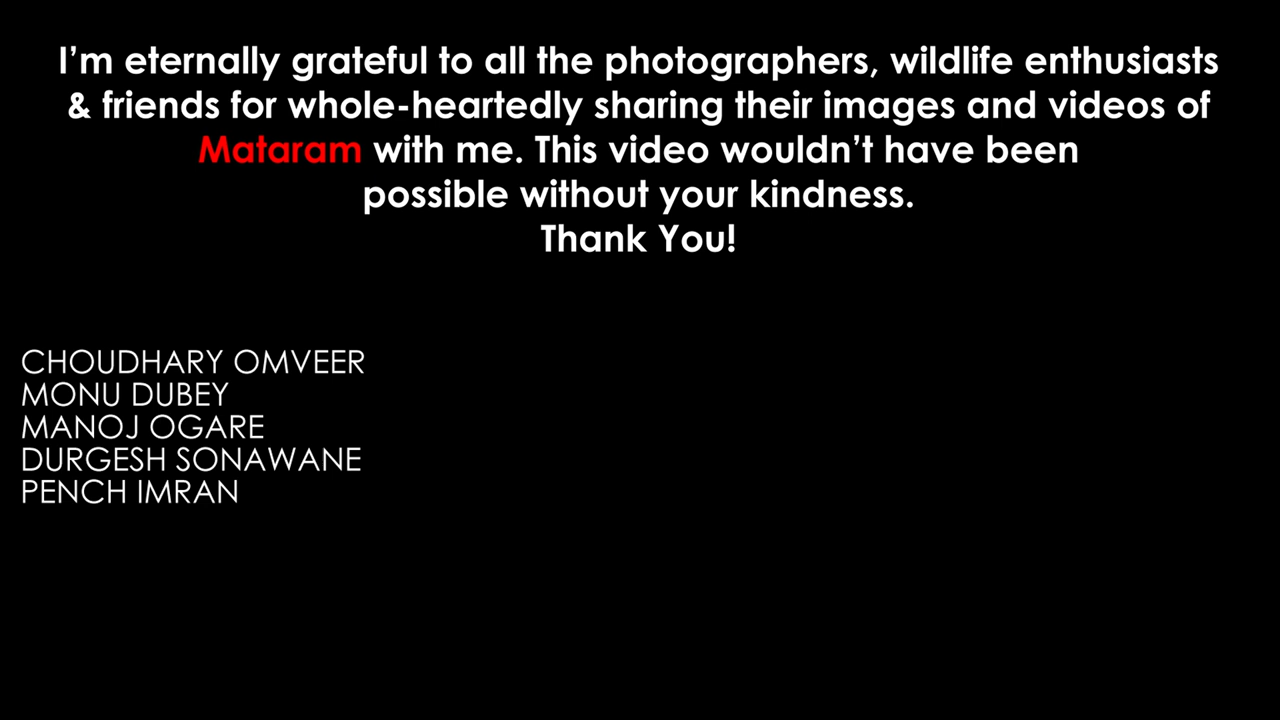 I’m eternally grateful to all the photographers, wildlife enthusiasts
& friends for whole-heartedly sharing their images and videos of
Mataram with me. This video wouldn’t have been
possible without your kindness.
Thank You!
CHOUDHARY OMVEER
MONU DUBEY
MANOJ OGARE
DURGESH SONAWANE
PENCH IMRAN